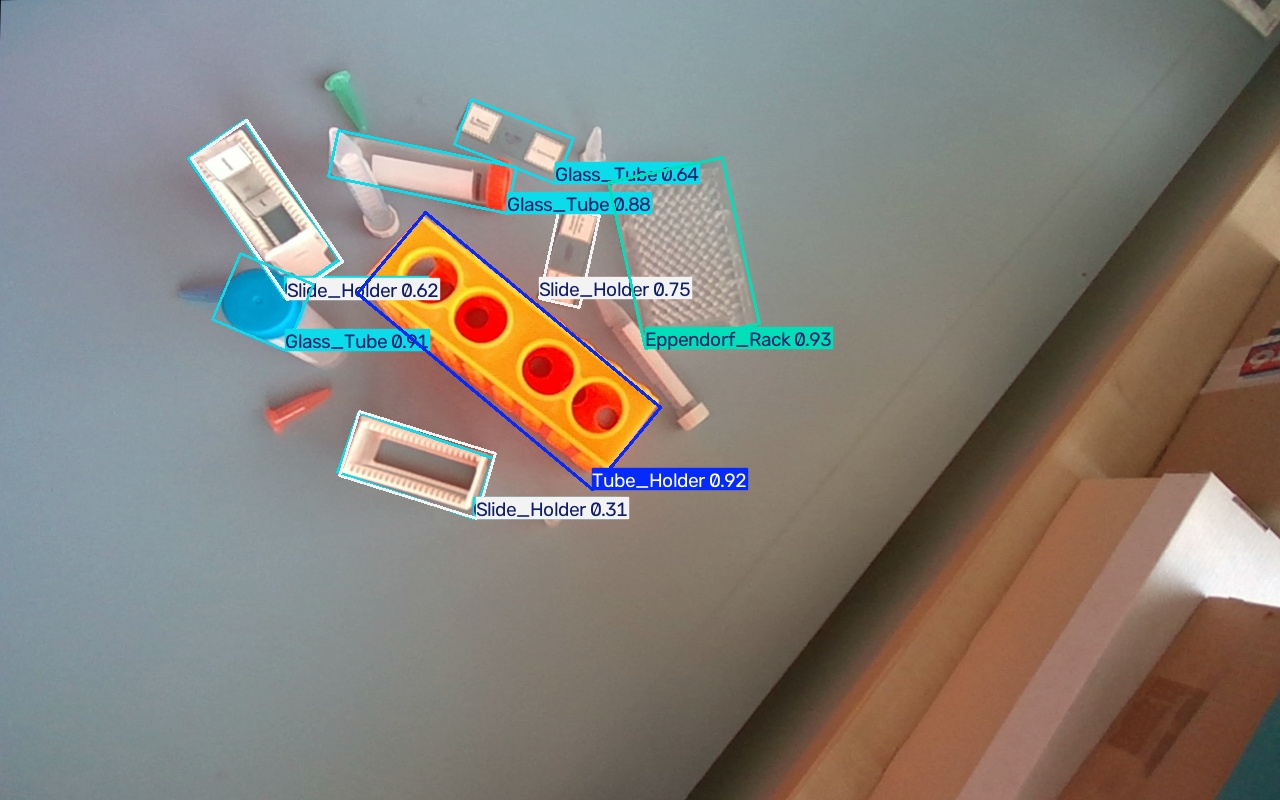 Glass_Tube 0.64
Glass_Tube 0.88
Slide_Holder 0.62
Slide_Holder 0.75
Glass_Tube 0.91
Eppendorf_Rack 0.93
Tube_Holder 0.92
Slide_Holder 0.31